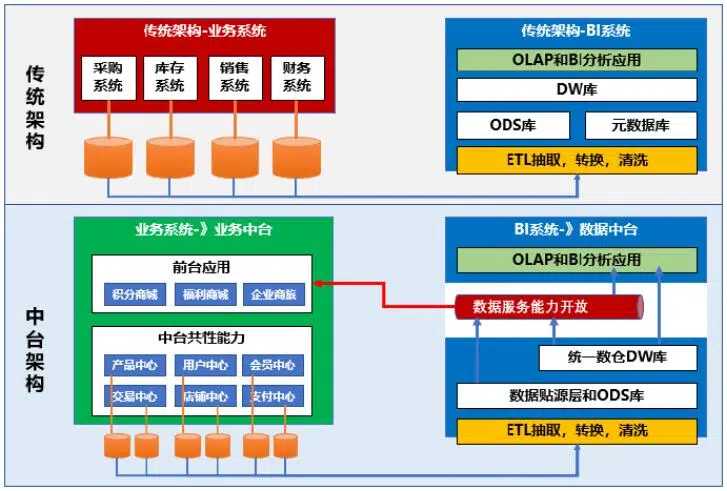 传统架构
传统架构-业务系统
采购
系统
库存
系统
销售
系统
财务
系统
传统架构-BI系统
OLAP和BI分析应用
DW库
ODS库
元数据库
ETL抽取，转换，清洗
中台架构
业务系统-》业务中台
前台应用
积分商城
福利商城
企业商旅
中台共性能力
产品中心
用户中心
会员中心
交易中心
店铺中心
支付中心
BI系统-》数据中台
OLAP和BI分析应用
数据服务能力开放
统一数仓DW库
数据贴源层和ODS库
ETL抽取，转换，清洗